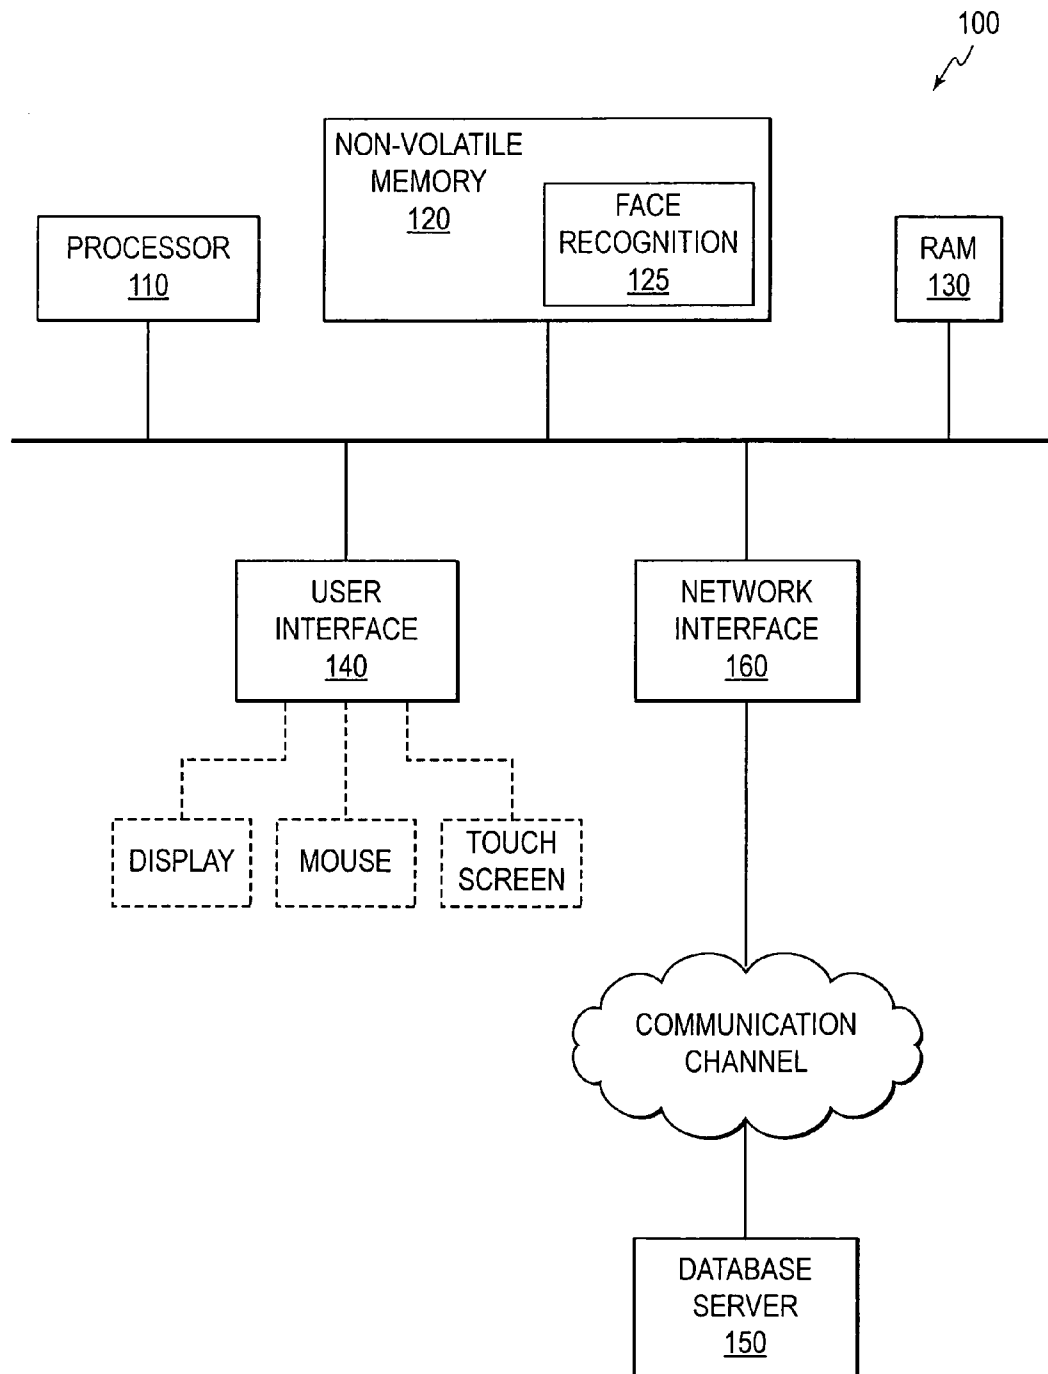 100
NON-VOLATILE
MEMORY
120
FACE
RECOGNITION
125
PROCESSOR
110
RAM
130
USER
INTERFACE
140
NETWORK
INTERFACE
160
DISPLAY
MOUSE
TOUCH
SCREEN
COMMUNICATION
CHANNEL
DATABASE
SERVER
150